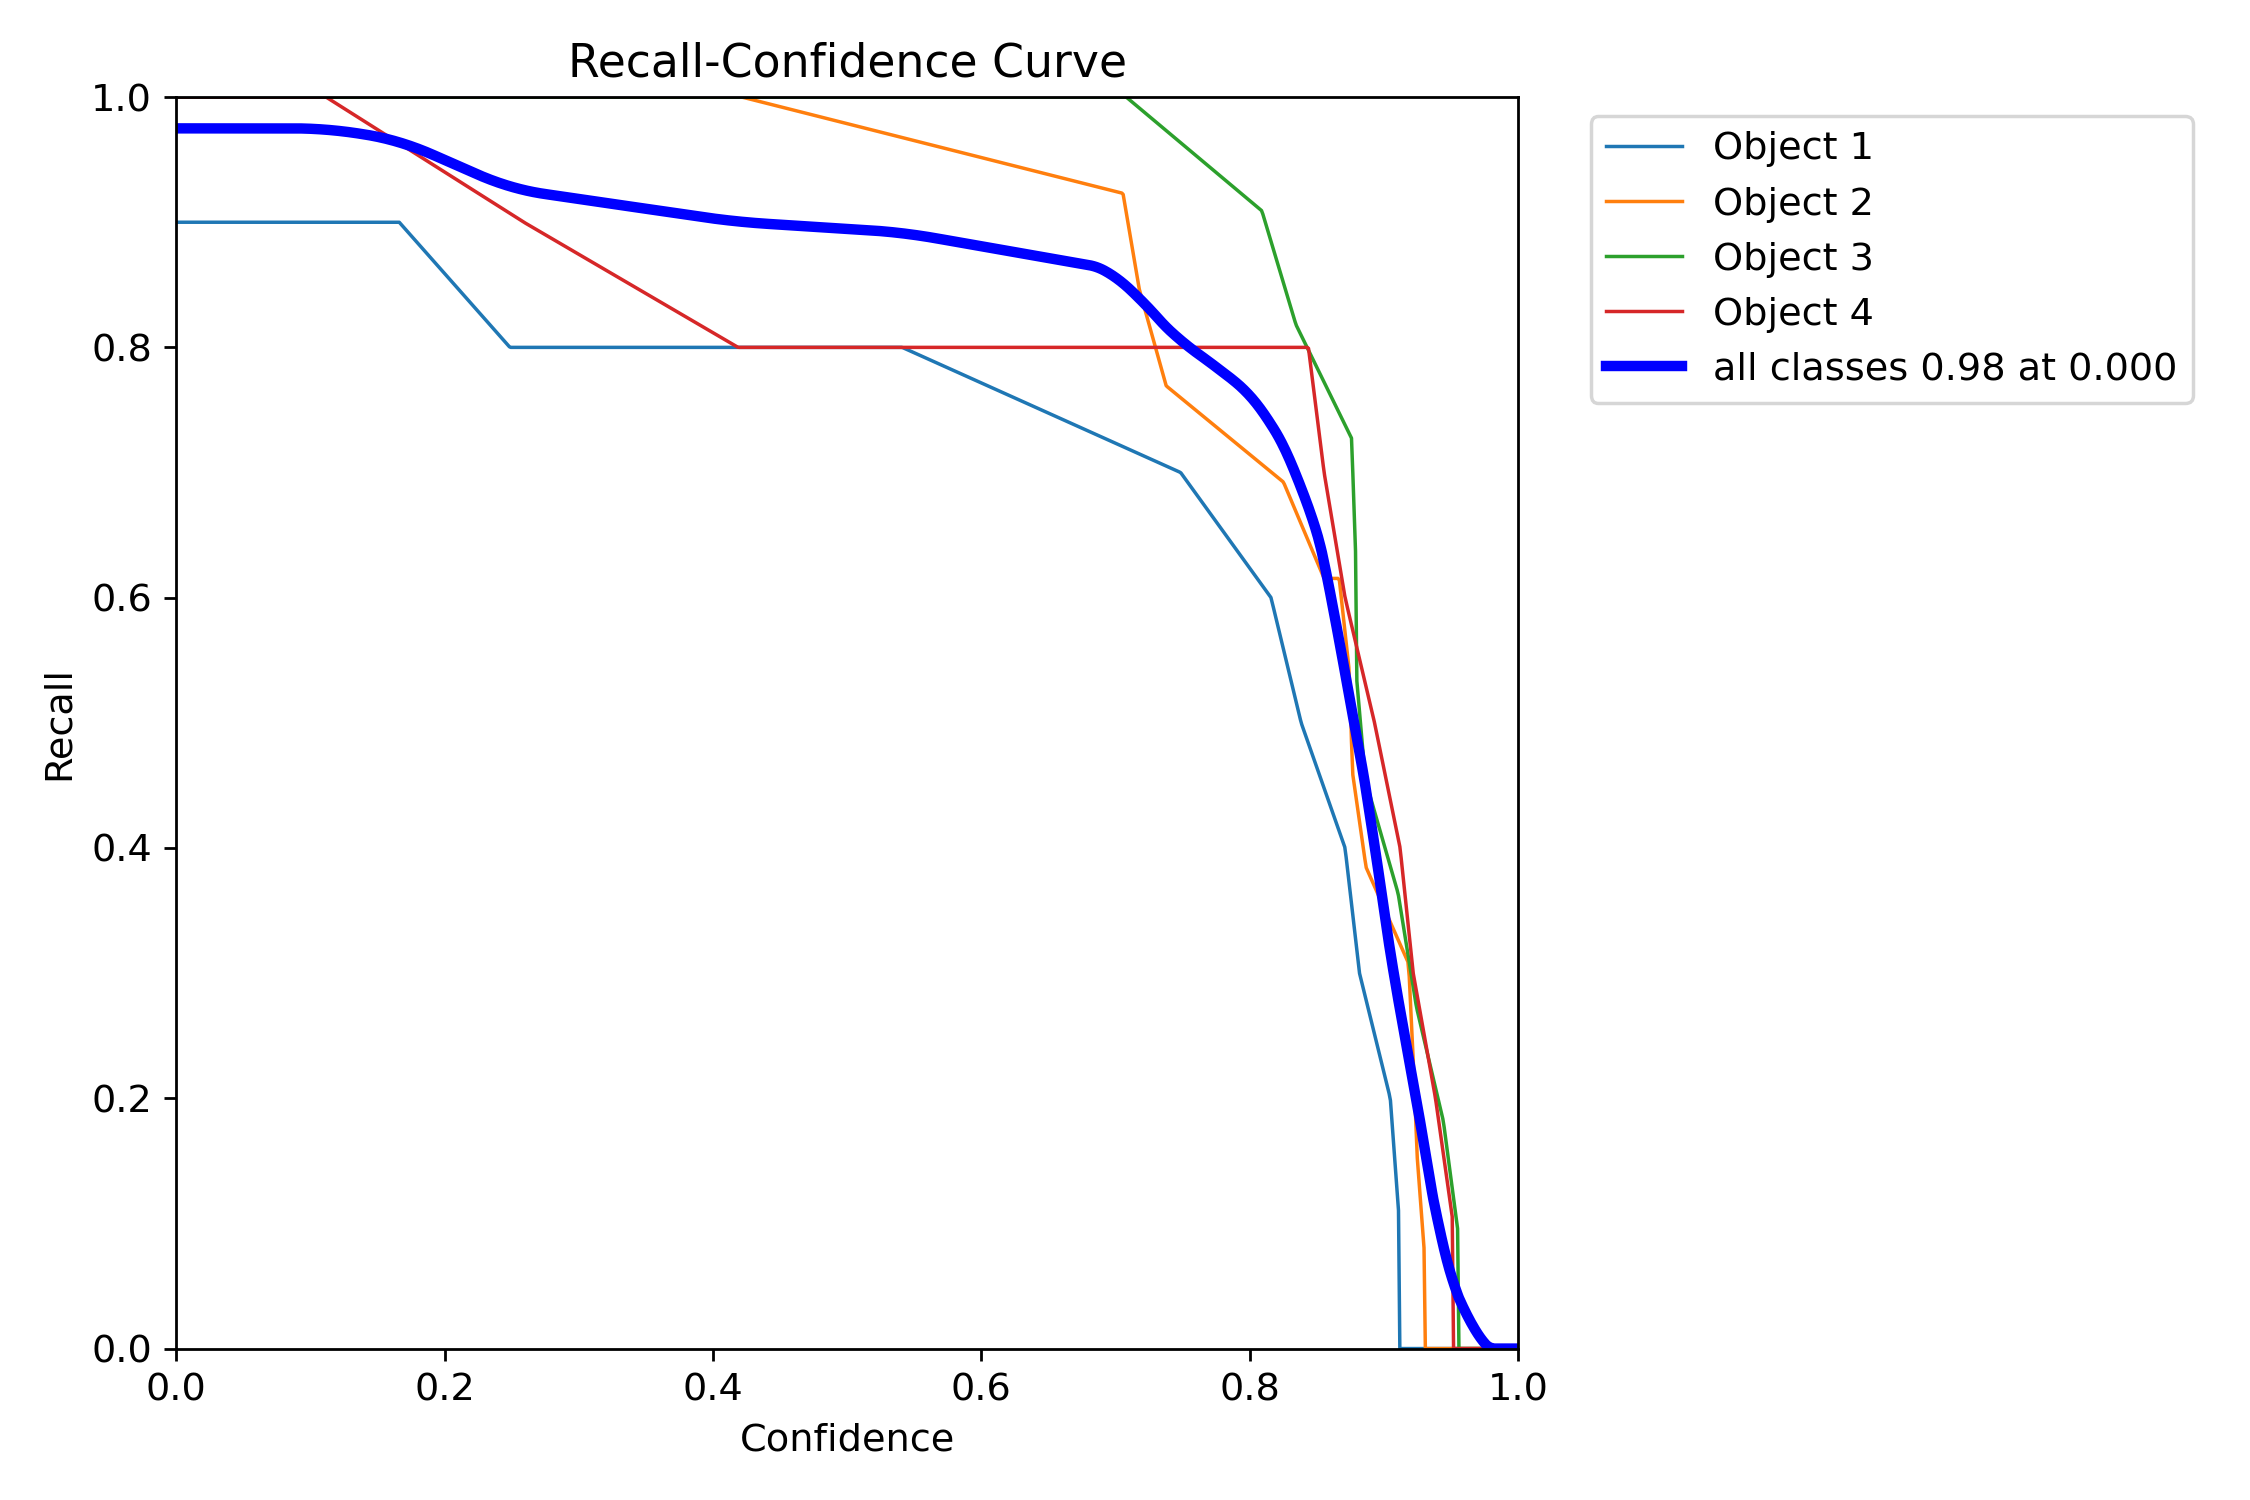 Recall-Confidence Curve
1.0
0.8
0.6
0.4
0.2
0.0
Recall
0.0 0.2 0.4 0.6 0.8 1.0
Confidence
Object 1
Object 2
Object 3
Object 4
all classes 0.98 at 0.000